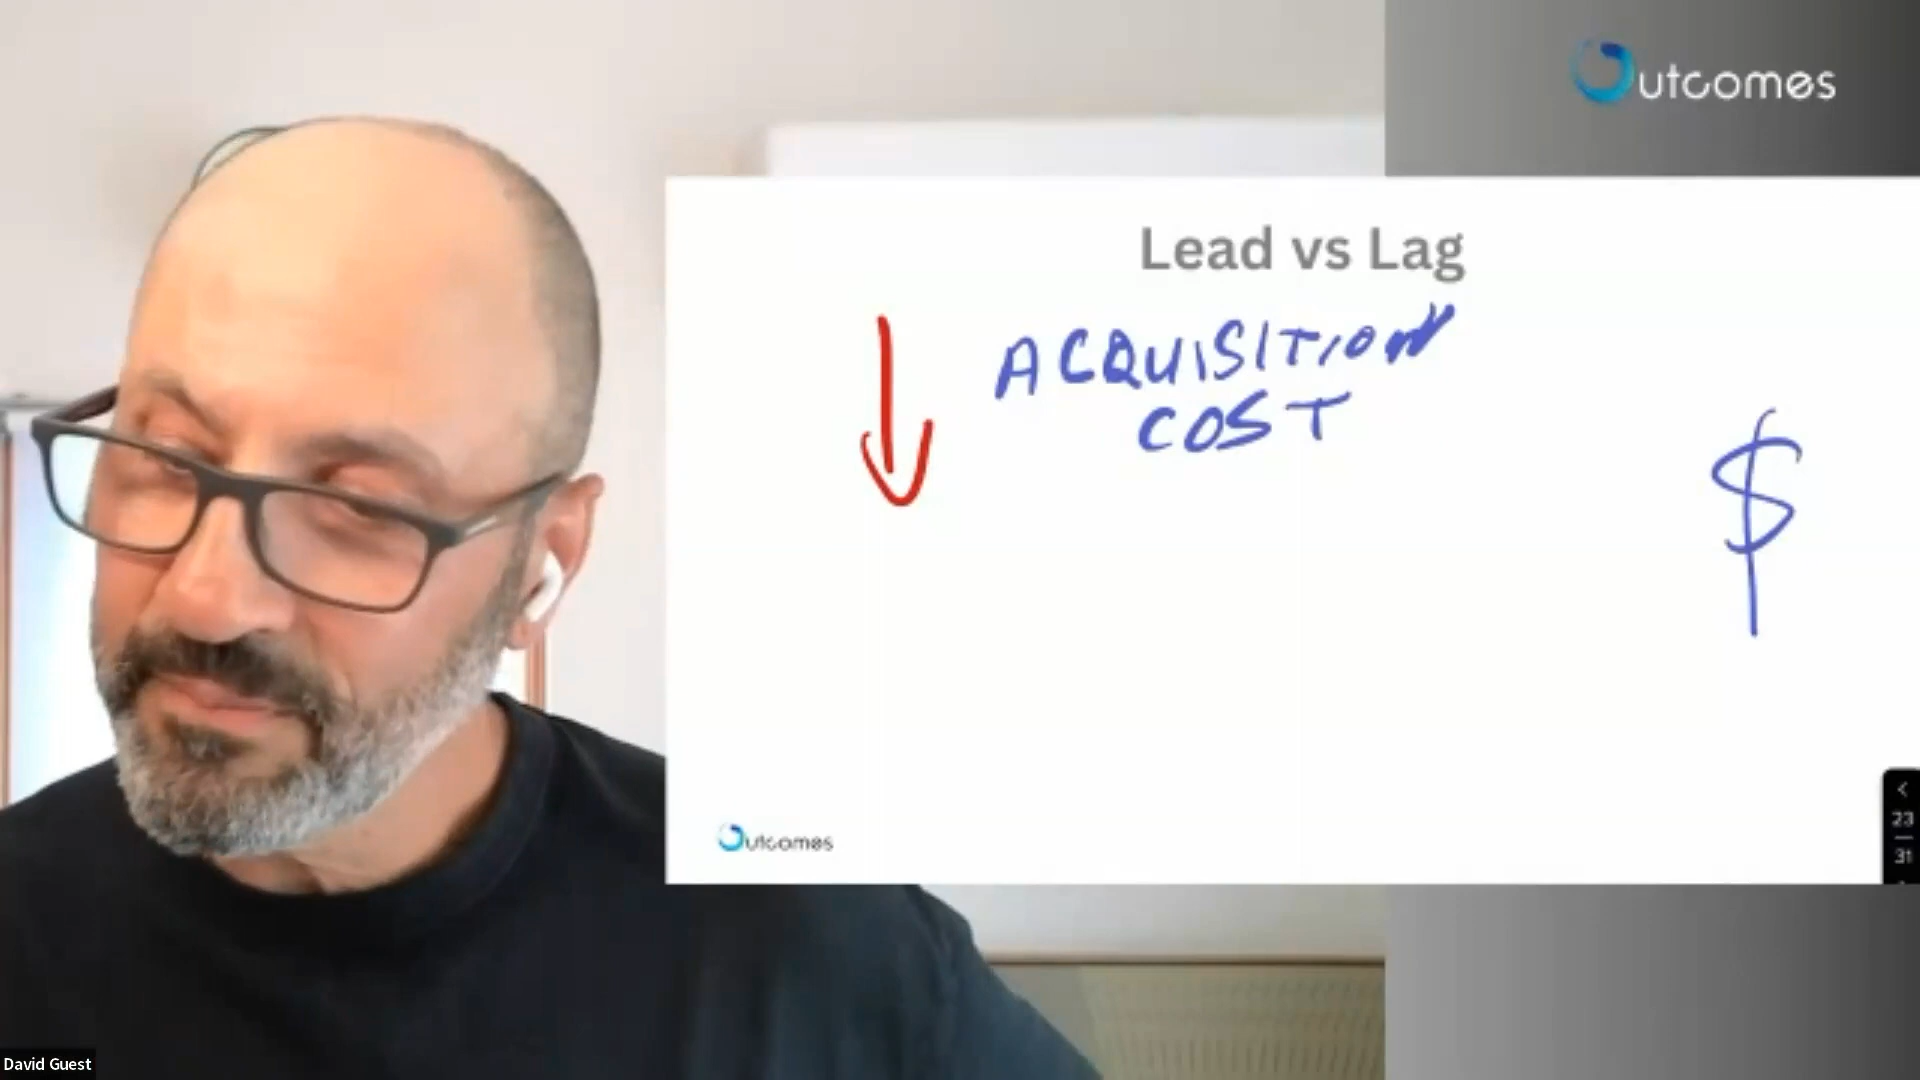 Outcomes
Lead vs Lag
ACQUISITION
COST
$
Outcomes
<
23
31
David Guest